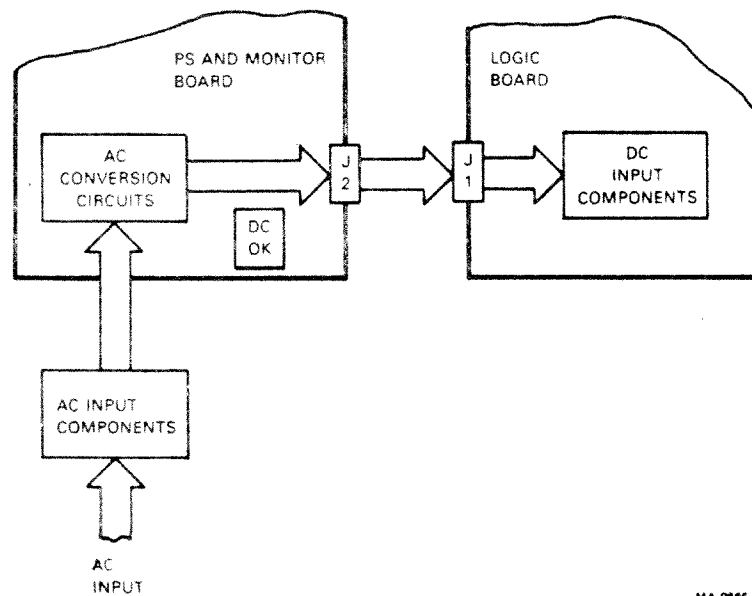 PS AND MONITOR
BOARD
LOGIC
BOARD
AC
CONVERSION
CIRCUITS
J
2
J
1
DC
INPUT
COMPONENTS
DC
OK
AC INPUT
COMPONENTS
AC
INPUT